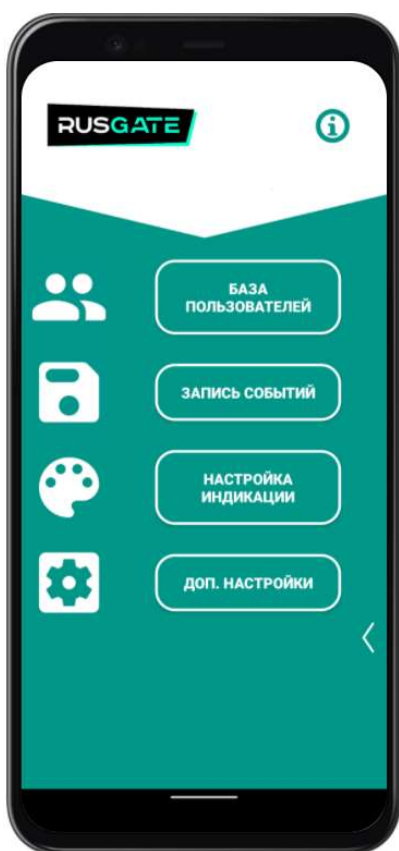 RUSGATE
БАЗА
ПОЛЬЗОВАТЕЛЕЙ
ЗАПИСЬ СОБЫТИЙ
НАСТРОЙКА
ИНДИКАЦИИ
ДОП. НАСТРОЙКИ